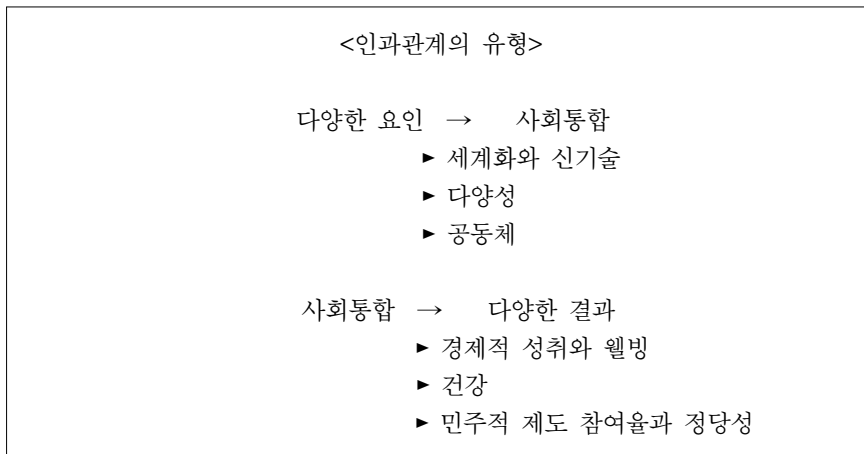 <인과관계의 유형>
다양한 요인 → 사회통합
► 세계화와 신기술
► 다양성
► 공동체
사회통합 → 다양한 결과
► 경제적 성취와 웰빙
► 건강
► 민주적 제도 참여율과 정당성